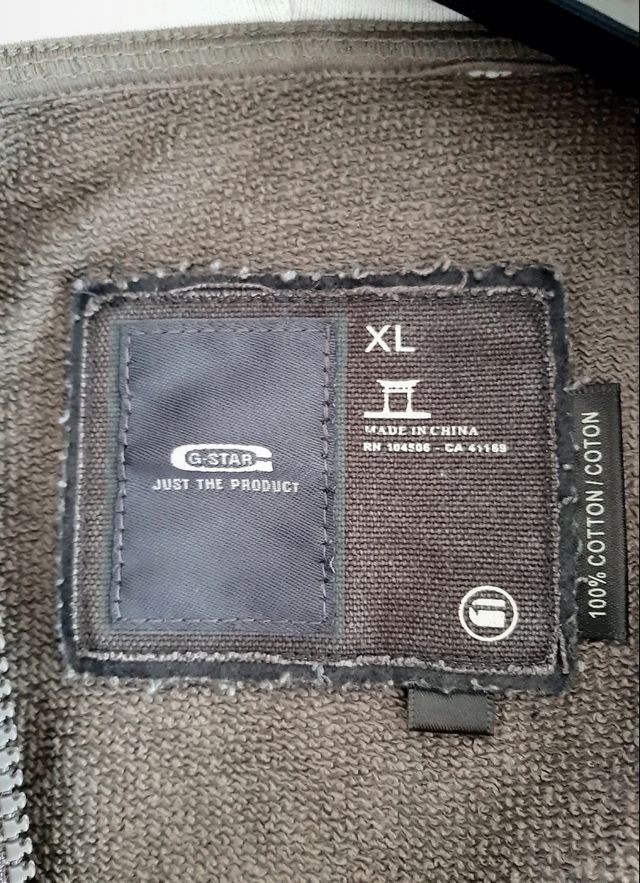 G-STAR
JUST THE PRODUCT
XL
MADE IN CHINA
RN 104506 - CA 41169
100% COTTON / COTON